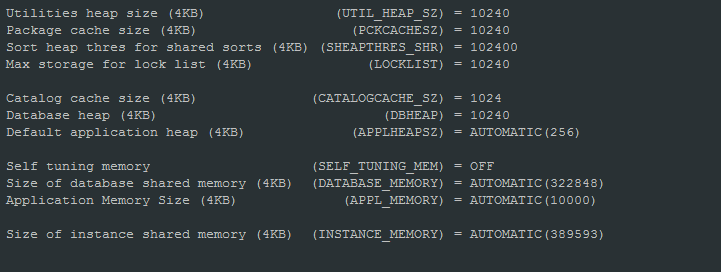 Utilities heap size (4KB) (UTIL_HEAP_SZ) = 10240
Package cache size (4KB) (PCKCACHESZ) = 10240
Sort heap thres for shared sorts (4KB) (SHEAPTHRES_SHR) = 102400
Max storage for lock list (4KB) (LOCKLIST) = 10240
Catalog cache size (4KB) (CATALOGCACHE_SZ) = 1024
Database heap (4KB) (DBHEAP) = 10240
Default application heap (4KB) (APPLHEAPSZ) = AUTOMATIC(256)
Self tuning memory (SELF_TUNING_MEM) = OFF
Size of database shared memory (4KB) (DATABASE_MEMORY) = AUTOMATIC(322848)
Application Memory Size (4KB) (APPL_MEMORY) = AUTOMATIC(10000)
Size of instance shared memory (4KB) (INSTANCE_MEMORY) = AUTOMATIC(389593)